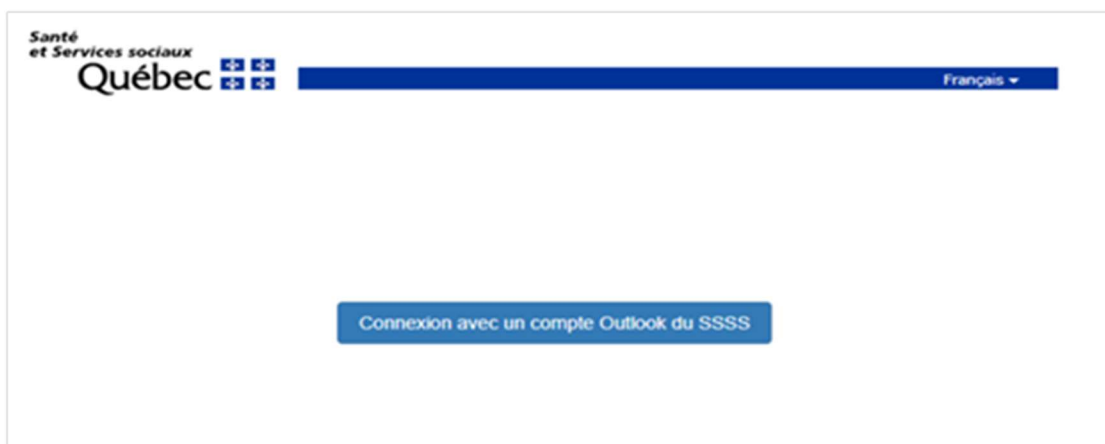 Santé
et Services sociaux
Québec
Français
Connexion avec un compte Outlook du SSSS